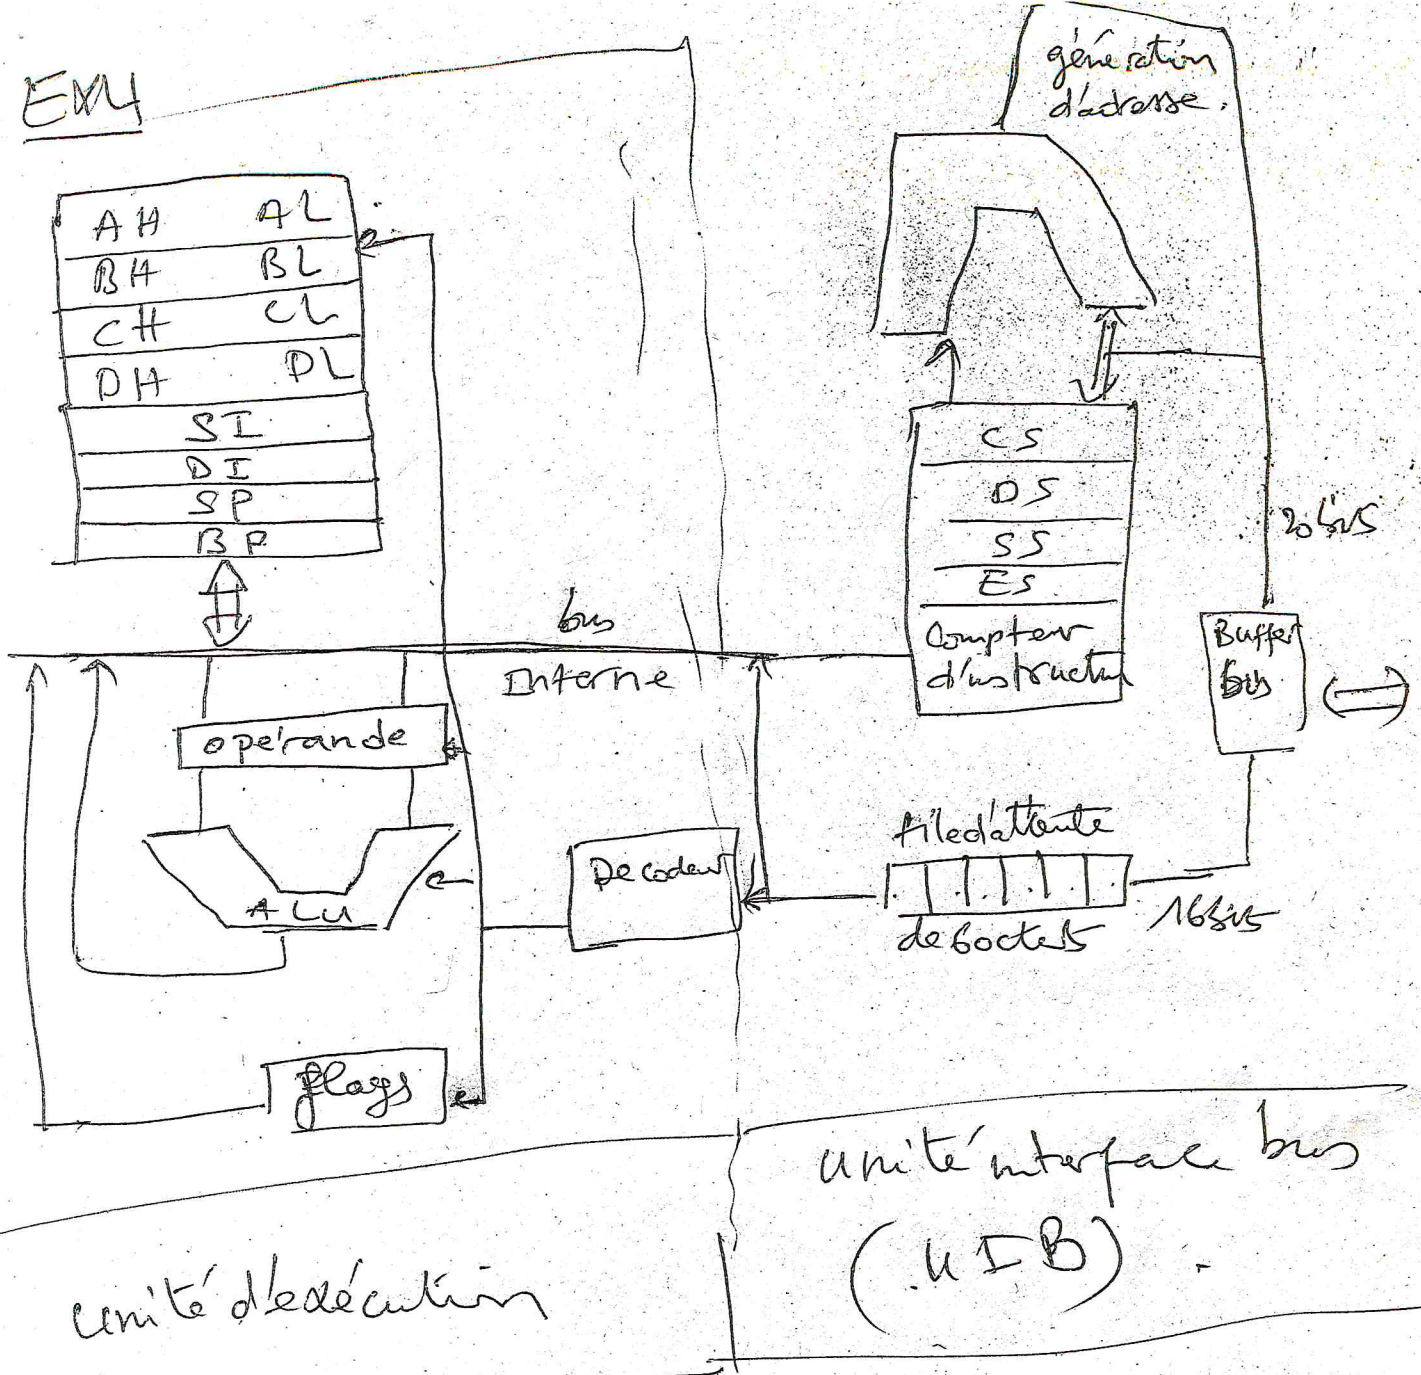 EX4
génération
d'adresse.
AH AL
BH BL
CH CL
DH DL
SI
DI
SP
BP
CS
DS
SS
ES
Compteur
d'instruction
20 bits
Buffer
bus
bus
Interne
opérande
ALU
Décodeur
file d'attente
de 6 octets
16 bits
flags
unité interface bus
(UIB).
unité d'exécution